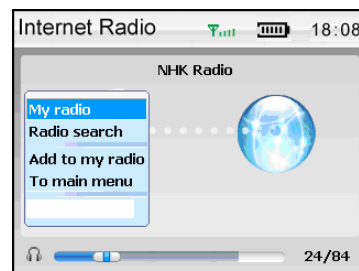 Internet Radio 18:08
NHK Radio
My radio
Radio search
Add to my radio
To main menu
24/84